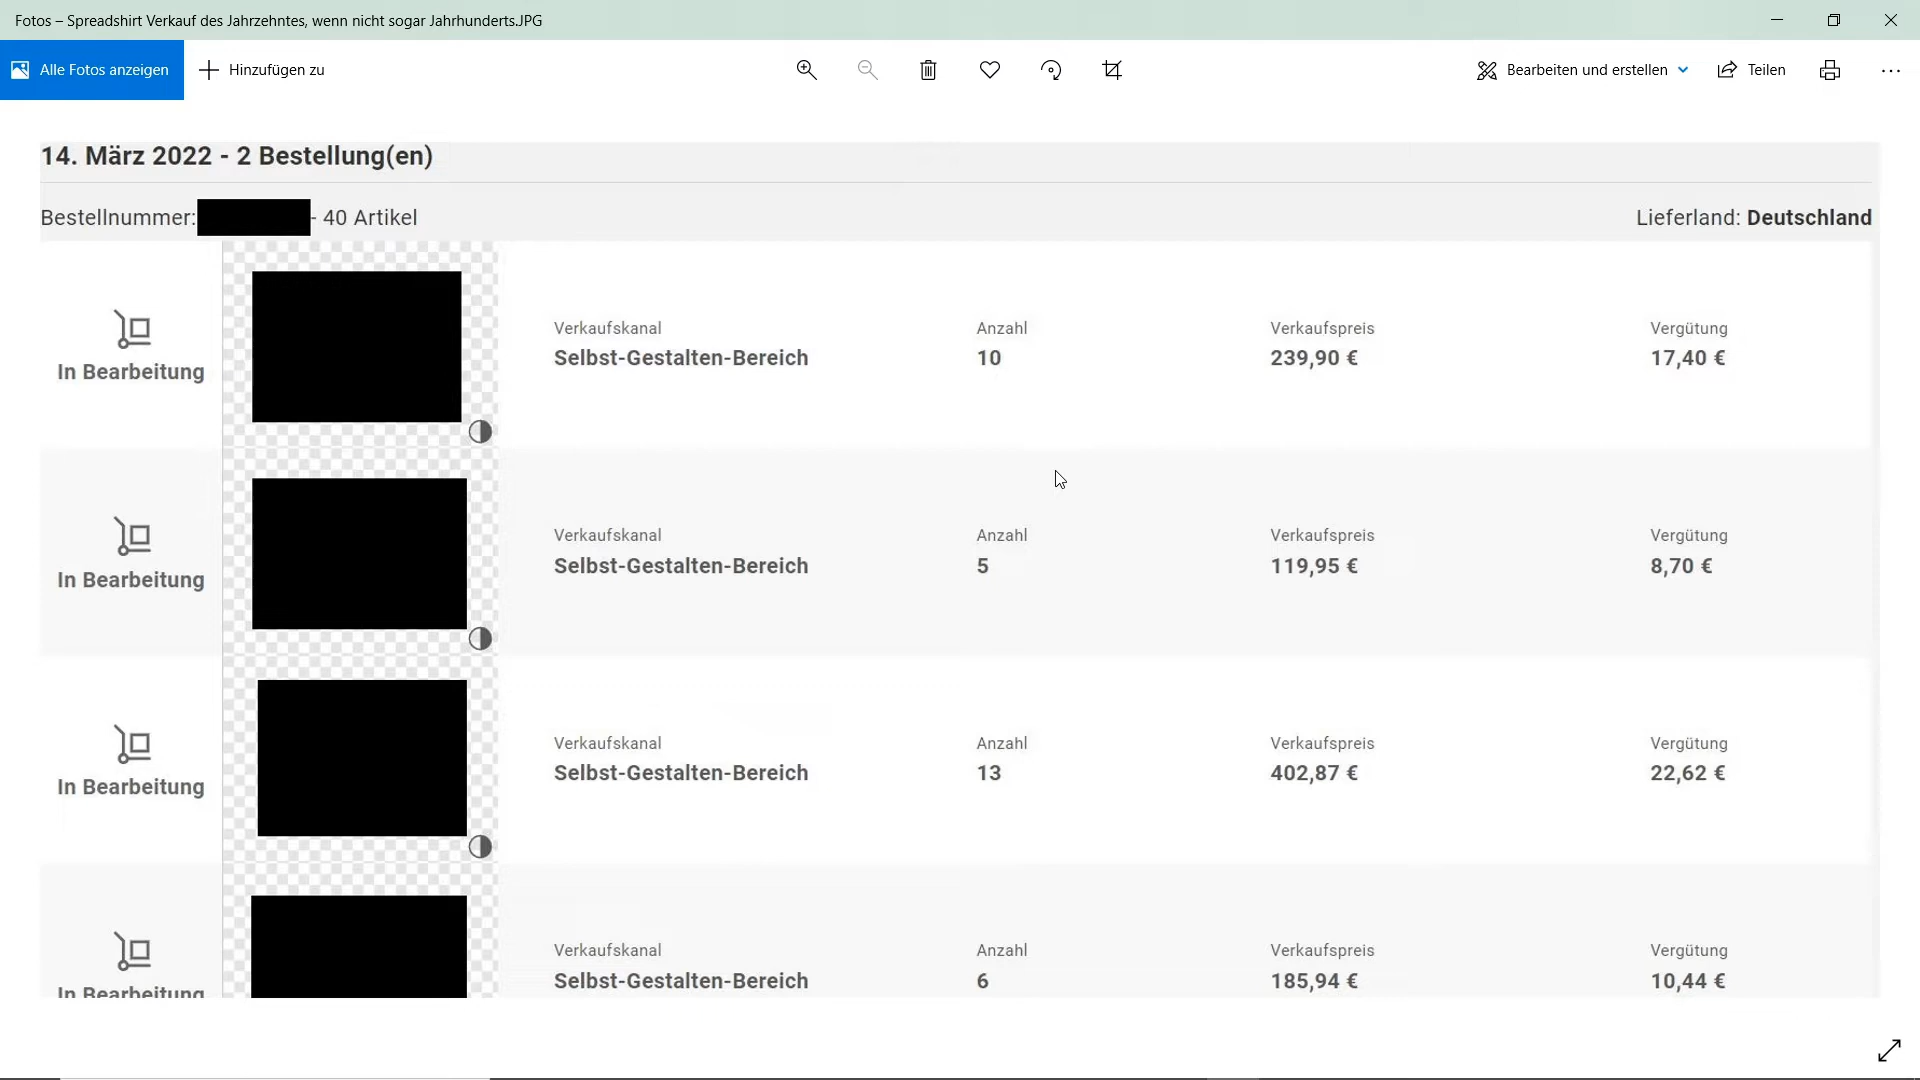 Fotos – Spreadshirt Verkauf des Jahrzehntes, wenn nicht sogar Jahrhunderts.JPG
Alle Fotos anzeigen
Hinzufügen zu
Bearbeiten und erstellen
Teilen
14. März 2022 - 2 Bestellung(en)
Bestellnummer: - 40 Artikel
Lieferland: Deutschland
In Bearbeitung
Verkaufskanal
Selbst-Gestalten-Bereich
Anzahl
10
Verkaufspreis
239,90 €
Vergütung
17,40 €
In Bearbeitung
Verkaufskanal
Selbst-Gestalten-Bereich
Anzahl
5
Verkaufspreis
119,95 €
Vergütung
8,70 €
In Bearbeitung
Verkaufskanal
Selbst-Gestalten-Bereich
Anzahl
13
Verkaufspreis
402,87 €
Vergütung
22,62 €
In Bearbeitung
Verkaufskanal
Selbst-Gestalten-Bereich
Anzahl
6
Verkaufspreis
185,94 €
Vergütung
10,44 €